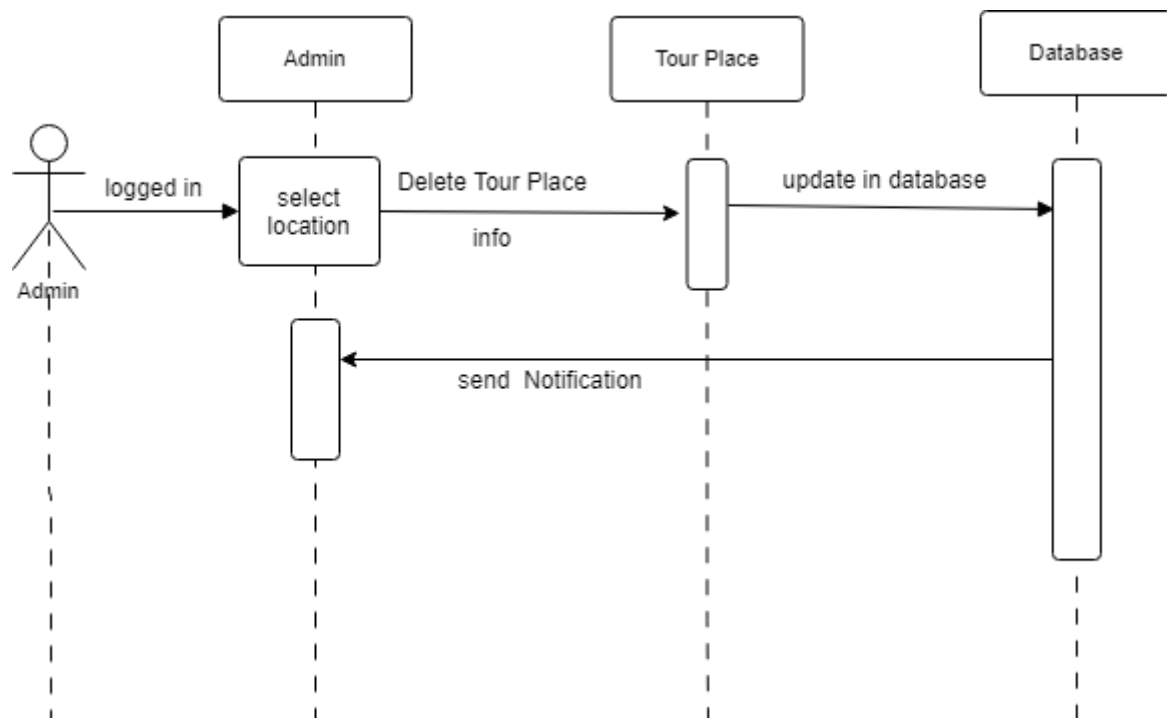 Admin
Tour Place
Database
logged in
select
location
Delete Tour Place
info
update in database
Admin
send  Notification